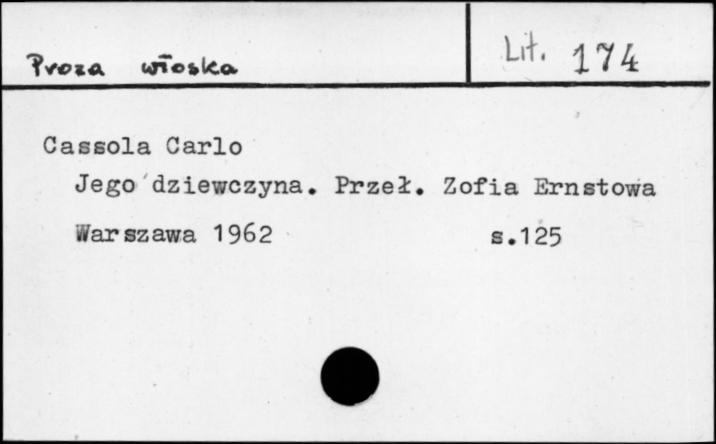 Proza włoska
Lit. 174
Cassola Carlo
Jego dziewczyna. Przeł. Zofia Ernstowa
Warszawa 1962 s.125